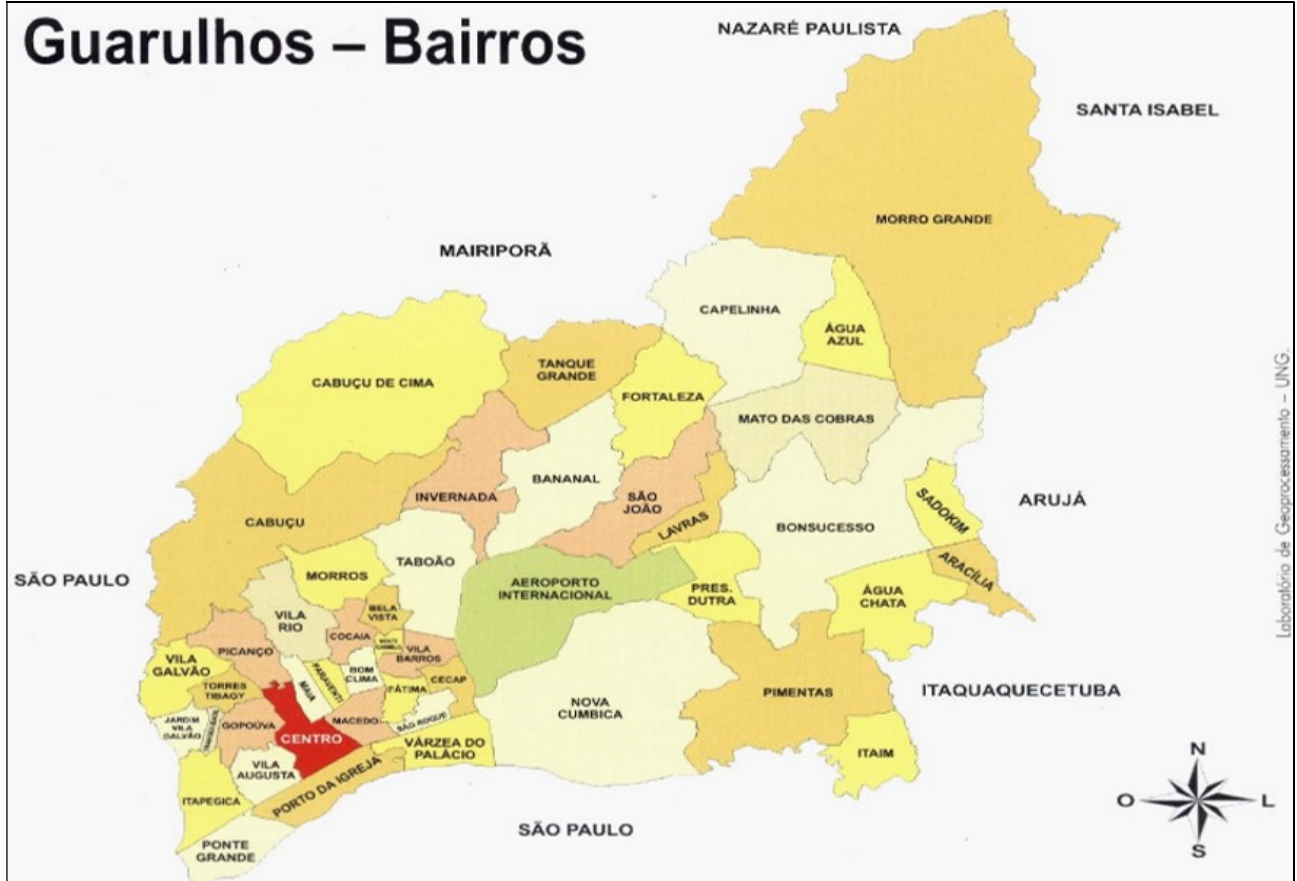 Guarulhos – Bairros
NAZARÉ PAULISTA
SANTA ISABEL
MORRO GRANDE
MAIRIPORÃ
CAPELINHA
ÁGUA
AZUL
CABUÇU DE CIMA
TANQUE
GRANDE
FORTALEZA
MATO DAS COBRAS
BANANAL
INVERNADA
SÃO
JOÃO
LAVRAS
BONSUCESSO
SADOKIM
ARUJÁ
CABUÇU
TABOÃO
MORROS
AEROPORTO
INTERNACIONAL
PRES.
DUTRA
ARACÍLIA
ÁGUA
CHATA
SÃO PAULO
VILA
RIO
BELA
VISTA
COCAIA
VILA
BARROS
PICANÇO
VILA
GALVÃO
BOM
CLIMA
MAIA
PARAVENTI
FÁTIMA
CECAP
TORRES
TIBAGY
JARDIM
VILA
GALVÃO
GOPOÚVA
MACEDO
SÃO ROQUE
CENTRO
VÁRZEA DO
PALÁCIO
NOVA
CUMBICA
PIMENTAS
ITAQUAQUECETUBA
ITAIM
VILA
AUGUSTA
PORTO DA IGREJA
ITAPEGICA
PONTE
GRANDE
SÃO PAULO
N
O
L
S
Laboratório de Geoprocessamento – UNG.